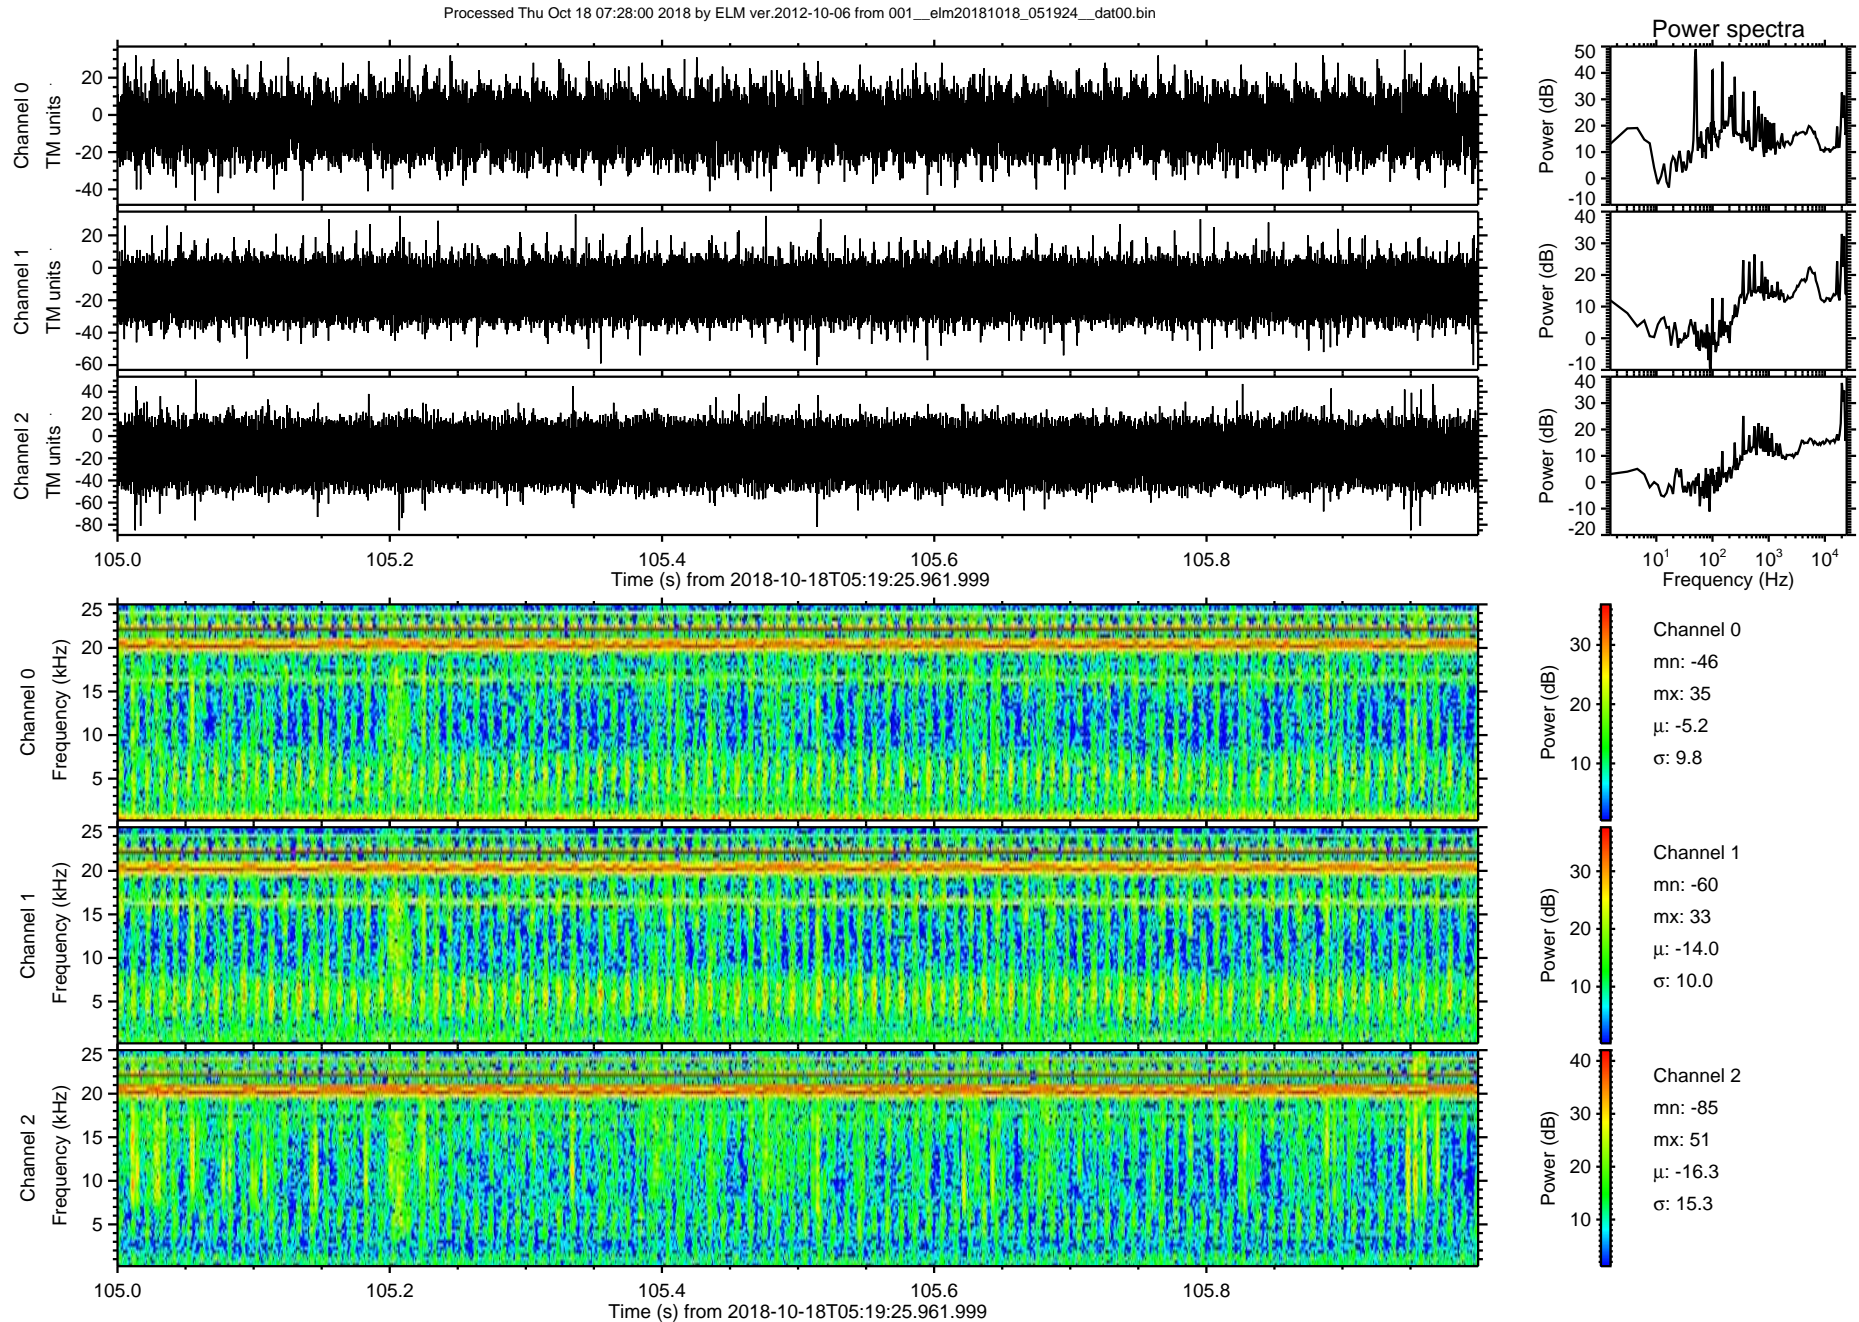 Processed Thu Oct 18 07:28:00 2018 by ELM ver.2012-10-06 from 001__elm20181018_051924__dat00.bin
Power spectra
Channel 0
TM units
20
0
-20
-40
Power (dB)
50
40
30
20
10
0
-10
Channel 1
TM units
20
0
-20
-40
-60
Power (dB)
40
30
20
10
0
-10
Channel 2
TM units
40
20
0
-20
-40
-60
-80
Power (dB)
40
30
20
10
0
-10
-20
105.0 105.2 105.4 105.6 105.8
Time (s) from 2018-10-18T05:19:25.961.999
10¹ 10² 10³ 10⁴
Frequency (Hz)
Channel 0
Frequency (kHz)
25
20
15
10
5
Power (dB)
30
20
10
Channel 0
mn: -46
mx: 35
μ: -5.2
σ: 9.8
Channel 1
Frequency (kHz)
25
20
15
10
5
Power (dB)
30
20
10
Channel 1
mn: -60
mx: 33
μ: -14.0
σ: 10.0
Channel 2
Frequency (kHz)
25
20
15
10
5
Power (dB)
40
30
20
10
Channel 2
mn: -85
mx: 51
μ: -16.3
σ: 15.3
105.0 105.2 105.4 105.6 105.8
Time (s) from 2018-10-18T05:19:25.961.999